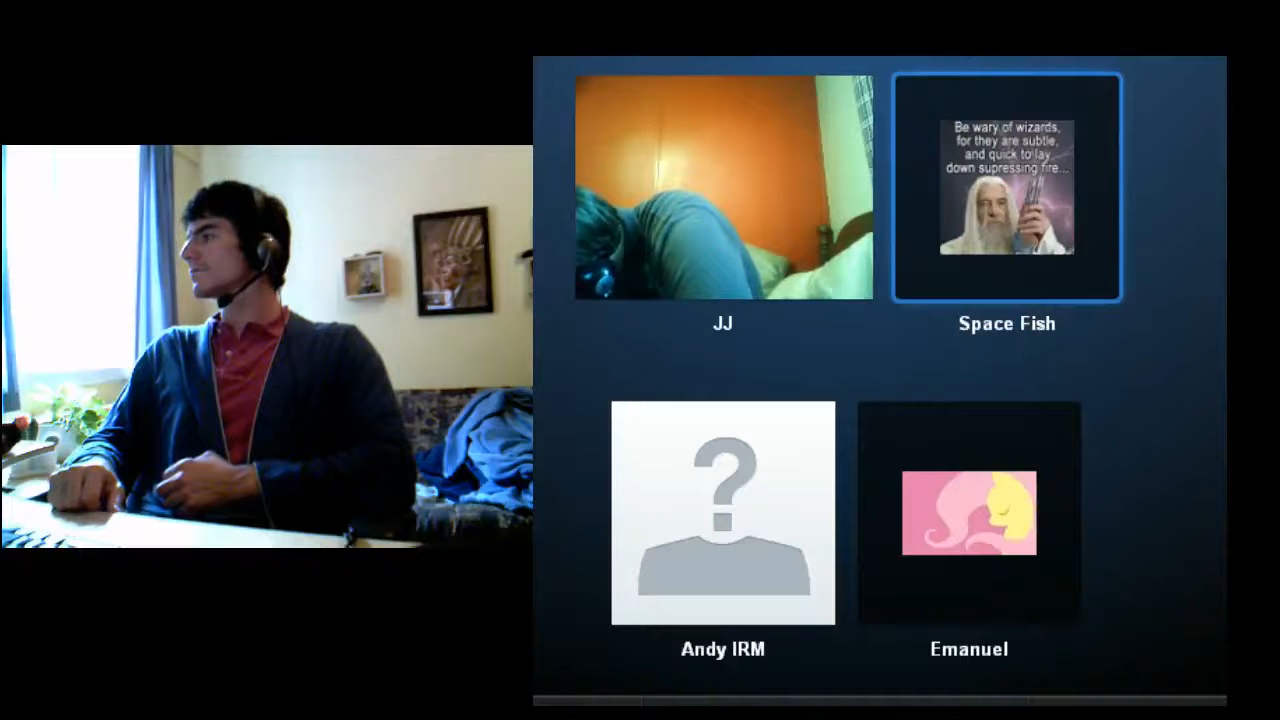 Be wary of wizards,
for they are subtle,
and quick to lay
down supressing fire...
JJ
Space Fish
?
Andy IRM
Emanuel